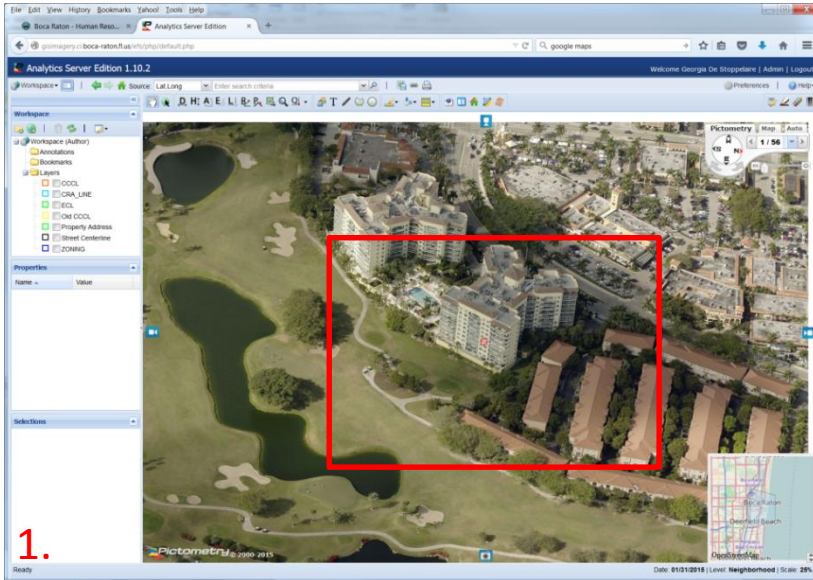 File Edit View History Bookmarks Yahoo! Tools Help
Boca Raton - Human Reso... × Analytics Server Edition × +
gisimagery.ci.boca-raton.fl.us/efs/php/default.php google maps
Analytics Server Edition 1.10.2 Welcome Georgia De Stoppelaire | Admin | Logout
Workspace Source: Lat,Long Enter search criteria Preferences | Help
Workspace
Workspace (Author)
Annotations
Bookmarks
Layers
CCCL
CRA_LINE
ECL
Old CCCL
Property Address
Street Centerline
ZONING
Properties
Name Value
Selections
Pictometry Map Auto
N
E
1 / 56
Boca Raton
Deerfield Beach
OpenStreetMap
1.
Pictometry © 2000-2015
Ready Date: 01/31/2015 | Level: Neighborhood | Scale: 25%